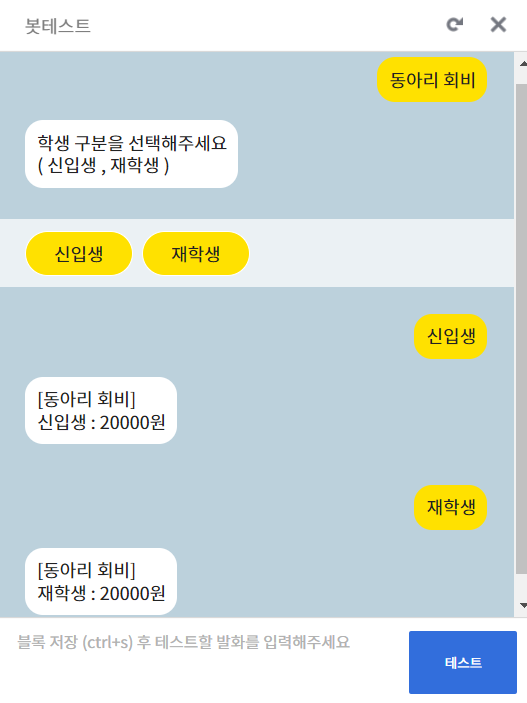 봇테스트
동아리 회비
학생 구분을 선택해주세요
( 신입생 , 재학생 )
신입생
재학생
신입생
[동아리 회비]
신입생 : 20000원
재학생
[동아리 회비]
재학생 : 20000원
블록 저장 (ctrl+s) 후 테스트할 발화를 입력해주세요
테스트